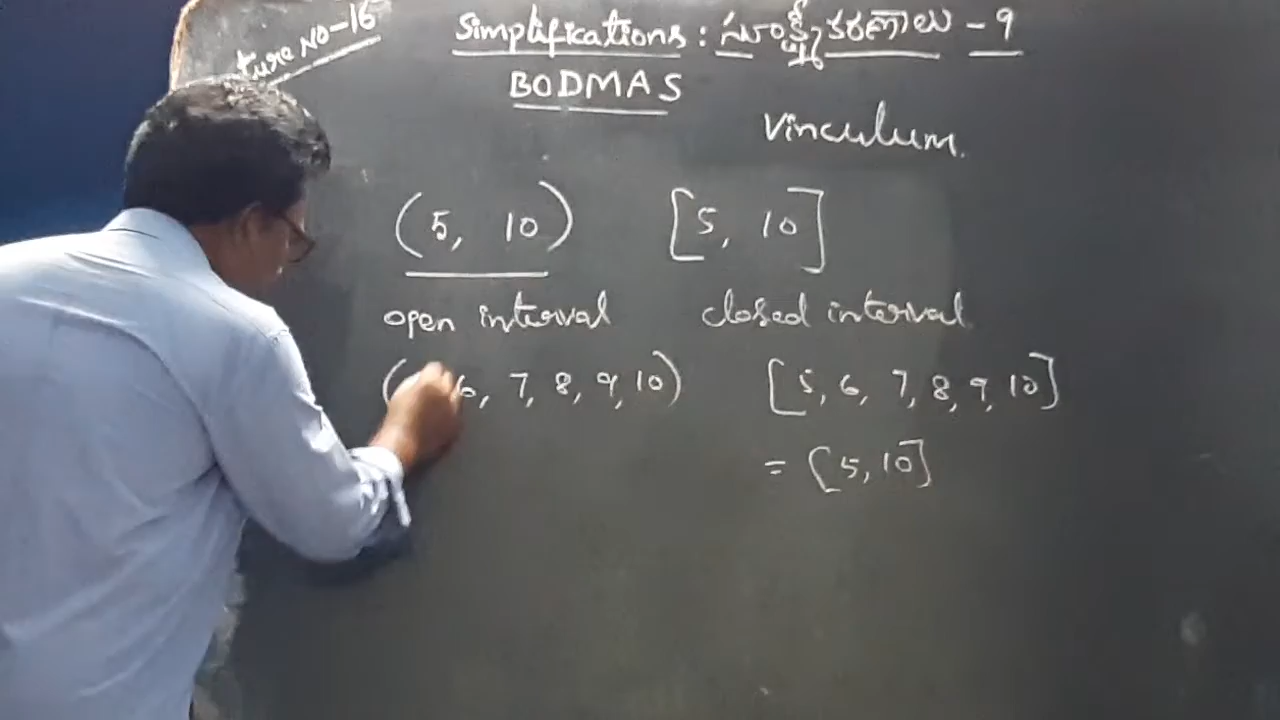 ture No-16
Simplifications : సూక్ష్మీకరణాలు - 9
BODMAS
Vinculum.
(5, 10) [5, 10]
open interval closed interval
( 6, 7, 8, 9, 10) [5, 6, 7, 8, 9, 10]
= [5, 10]